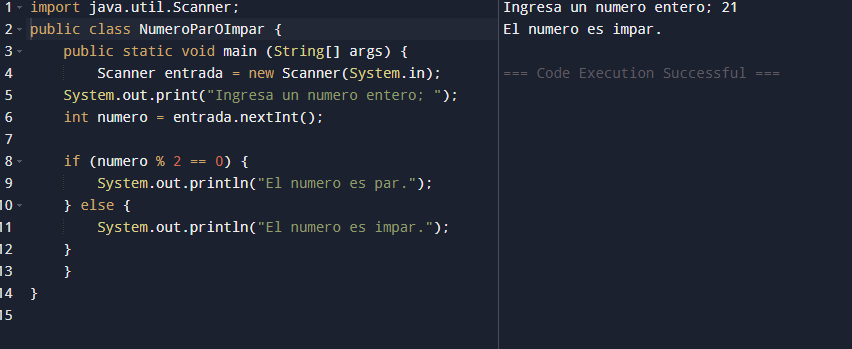 1 import java.util.Scanner;
2 public class NumeroParOImpar {
3     public static void main (String[] args) {
4         Scanner entrada = new Scanner(System.in);
5     System.out.print("Ingresa un numero entero; ");
6     int numero = entrada.nextInt();
7
8     if (numero % 2 == 0) {
9         System.out.println("El numero es par.");
10     } else {
11         System.out.println("El numero es impar.");
12     }
13     }
14 }
15
Ingresa un numero entero; 21
El numero es impar.
=== Code Execution Successful ===